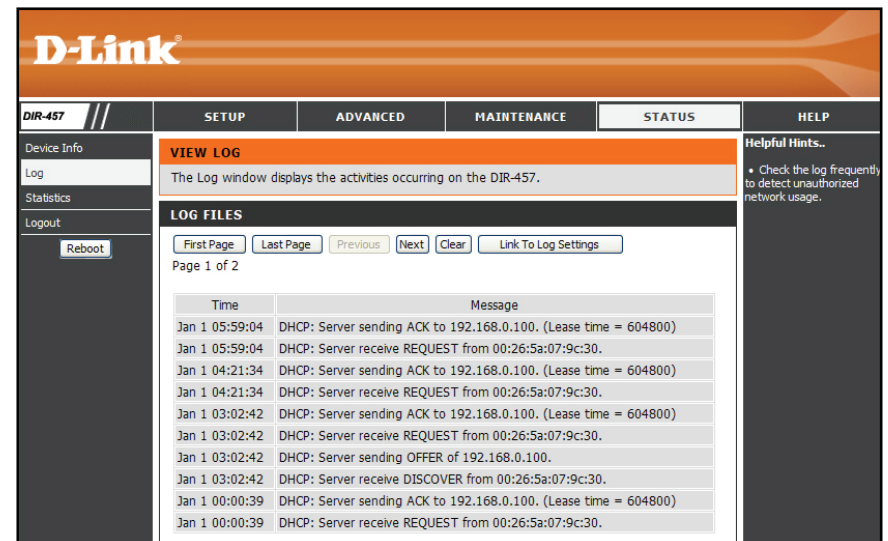 D-Link®
DIR-457 // SETUP ADVANCED MAINTENANCE STATUS HELP
Device Info
Log
Statistics
Logout
Reboot
VIEW LOG
The Log window displays the activities occurring on the DIR-457.
LOG FILES
First Page Last Page Previous Next Clear Link To Log Settings
Page 1 of 2
Time Message
Jan 1 05:59:04 DHCP: Server sending ACK to 192.168.0.100. (Lease time = 604800)
Jan 1 05:59:04 DHCP: Server receive REQUEST from 00:26:5a:07:9c:30.
Jan 1 04:21:34 DHCP: Server sending ACK to 192.168.0.100. (Lease time = 604800)
Jan 1 04:21:34 DHCP: Server receive REQUEST from 00:26:5a:07:9c:30.
Jan 1 03:02:42 DHCP: Server sending ACK to 192.168.0.100. (Lease time = 604800)
Jan 1 03:02:42 DHCP: Server receive REQUEST from 00:26:5a:07:9c:30.
Jan 1 03:02:42 DHCP: Server sending OFFER of 192.168.0.100.
Jan 1 03:02:42 DHCP: Server receive DISCOVER from 00:26:5a:07:9c:30.
Jan 1 00:00:39 DHCP: Server sending ACK to 192.168.0.100. (Lease time = 604800)
Jan 1 00:00:39 DHCP: Server receive REQUEST from 00:26:5a:07:9c:30.
Helpful Hints..
• Check the log frequently
to detect unauthorized
network usage.